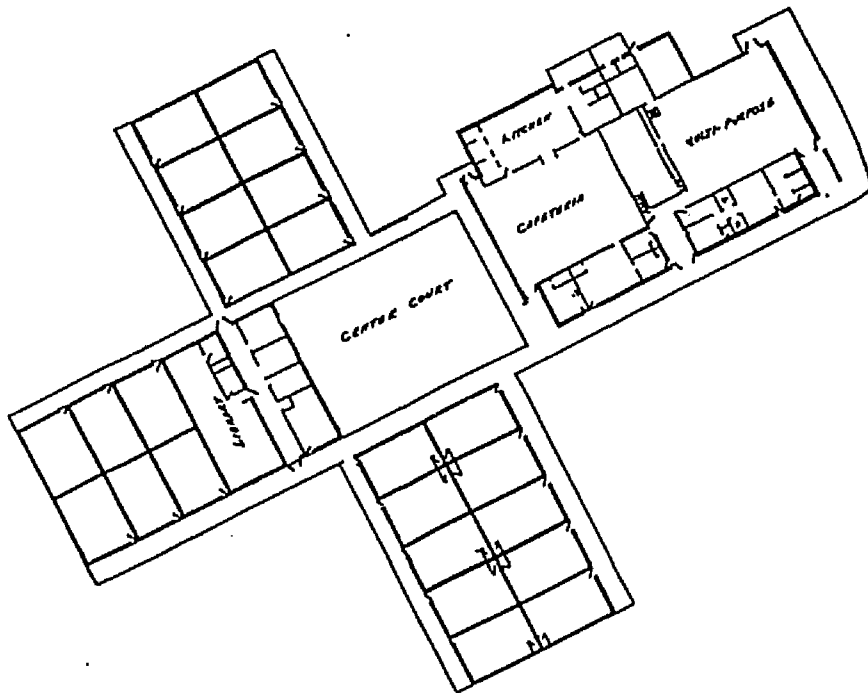 KITCHEN
MULTI-PURPOSE
CAFETERIA
CENTER COURT
LIBRARY